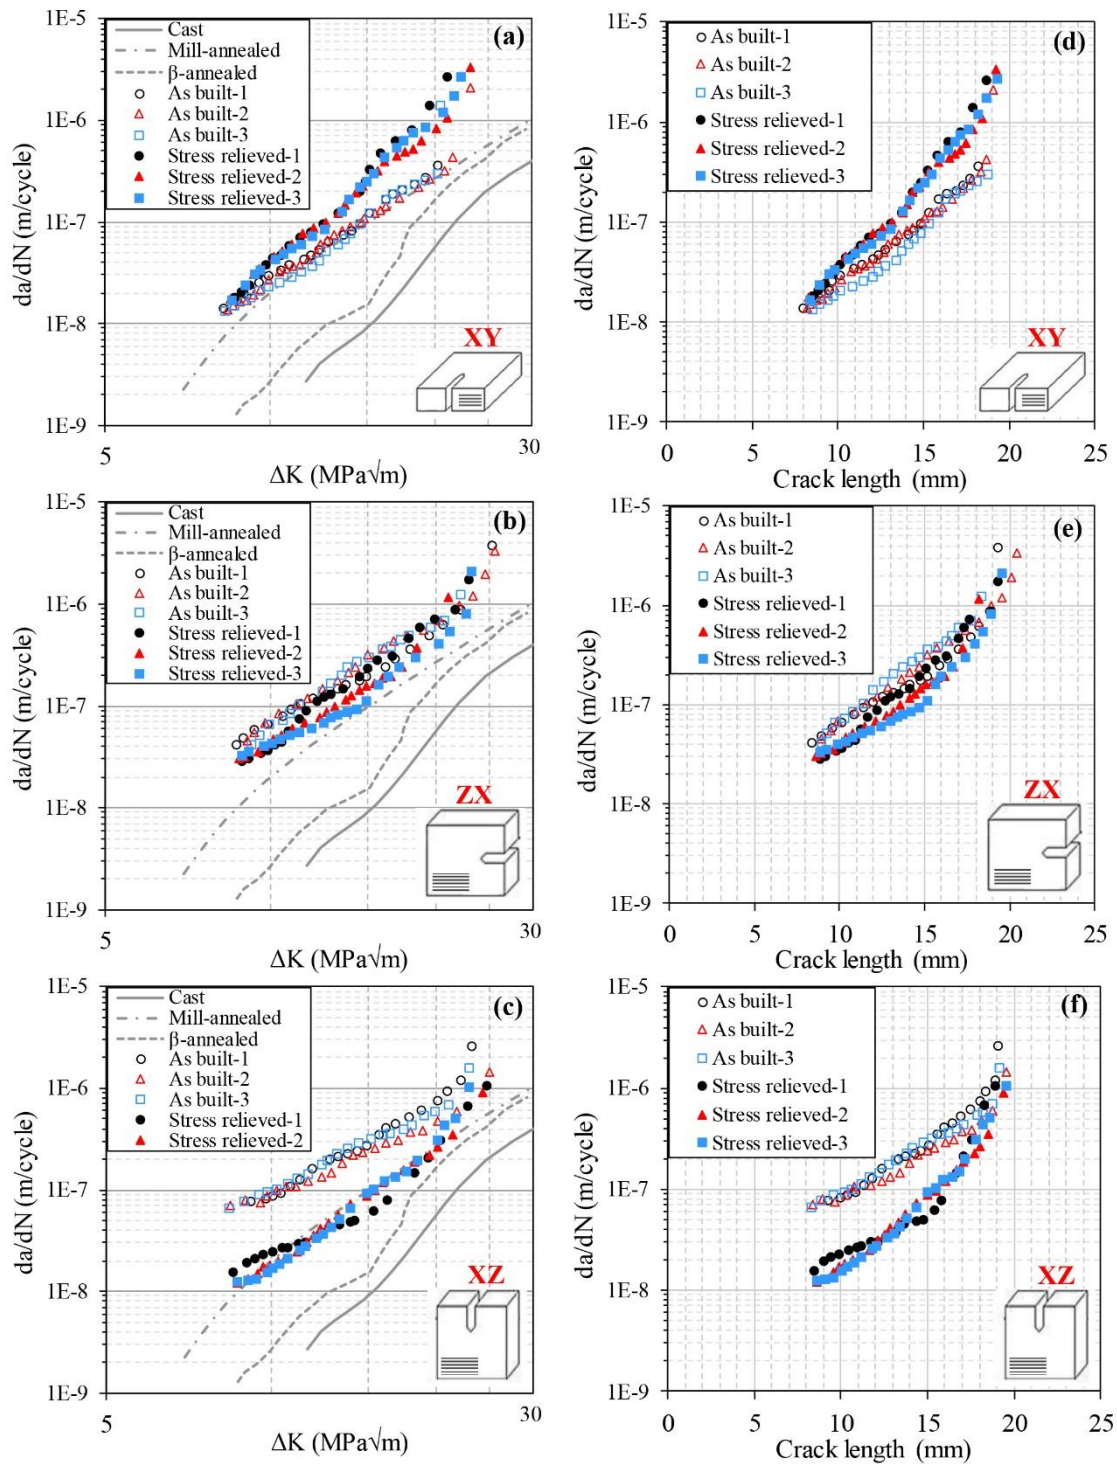 1E-5
1E-6
1E-7
1E-8
1E-9
da/dN (m/cycle)
Cast
Mill-annealed
β-annealed
As built-1
As built-2
As built-3
Stress relieved-1
Stress relieved-2
Stress relieved-3
(a)
XY
5
30
ΔK (MPa√m)
1E-5
1E-6
1E-7
1E-8
1E-9
da/dN (m/cycle)
As built-1
As built-2
As built-3
Stress relieved-1
Stress relieved-2
Stress relieved-3
(d)
XY
0
5
10
15
20
25
Crack length (mm)
1E-5
1E-6
1E-7
1E-8
1E-9
da/dN (m/cycle)
Cast
Mill-annealed
β-annealed
As built-1
As built-2
As built-3
Stress relieved-1
Stress relieved-2
Stress relieved-3
(b)
ZX
5
30
ΔK (MPa√m)
1E-5
1E-6
1E-7
1E-8
1E-9
da/dN (m/cycle)
As built-1
As built-2
As built-3
Stress relieved-1
Stress relieved-2
Stress relieved-3
(e)
ZX
0
5
10
15
20
25
Crack length (mm)
1E-5
1E-6
1E-7
1E-8
1E-9
da/dN (m/cycle)
Cast
Mill-annealed
β-annealed
As built-1
As built-2
As built-3
Stress relieved-1
Stress relieved-2
(c)
XZ
5
30
ΔK (MPa√m)
1E-5
1E-6
1E-7
1E-8
1E-9
da/dN (m/cycle)
As built-1
As built-2
As built-3
Stress relieved-1
Stress relieved-2
Stress relieved-3
(f)
XZ
0
5
10
15
20
25
Crack length (mm)